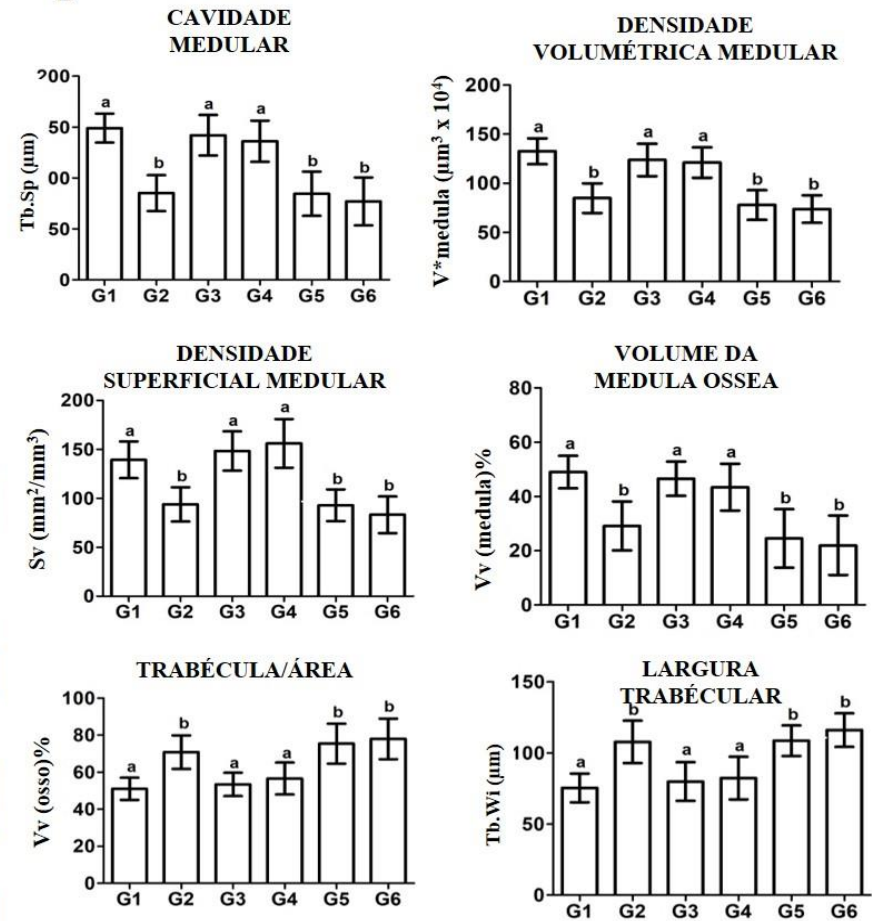 CAVIDADE
MEDULAR
200
50
00
50
0
Tb.Sp (µm)
a
b
a
a
b
b
G1 G2 G3 G4 G5 G6
DENSIDADE
VOLUMÉTRICA MEDULAR
200
150
100
50
0
V*medula (µm³ x 10⁴)
a
b
a
a
b
b
G1 G2 G3 G4 G5 G6
DENSIDADE
SUPERFICIAL MEDULAR
200
150
100
50
0
Sv (mm²/mm³)
a
b
a
a
b
b
G1 G2 G3 G4 G5 G6
VOLUME DA
MEDULA OSSEA
80
60
40
20
0
Vv (medula)%
a
b
a
a
b
b
G1 G2 G3 G4 G5 G6
TRABÉCULA/ÁREA
100
80
60
40
20
0
Vv (osso)%
a
b
a
a
b
b
G1 G2 G3 G4 G5 G6
LARGURA
TRABÉCULAR
150
100
50
0
Tb.Wi (µm)
a
b
a
a
b
b
G1 G2 G3 G4 G5 G6